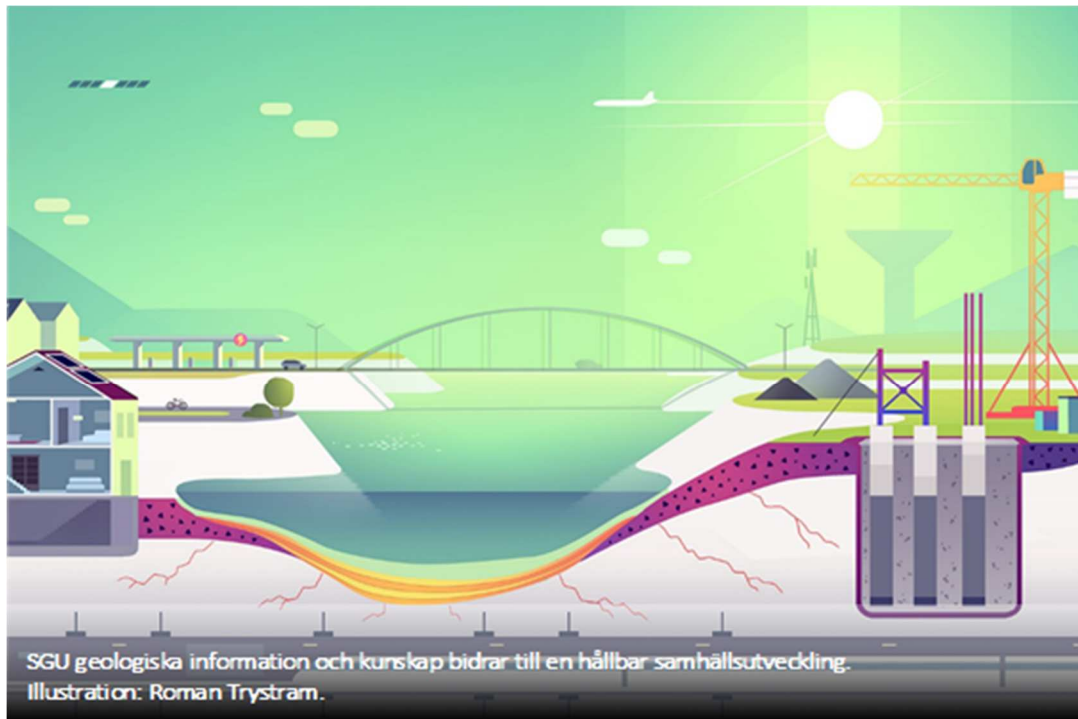 SGU geologiska information och kunskap bidrar till en hållbar samhällsutveckling.
Illustration: Roman Trystram.